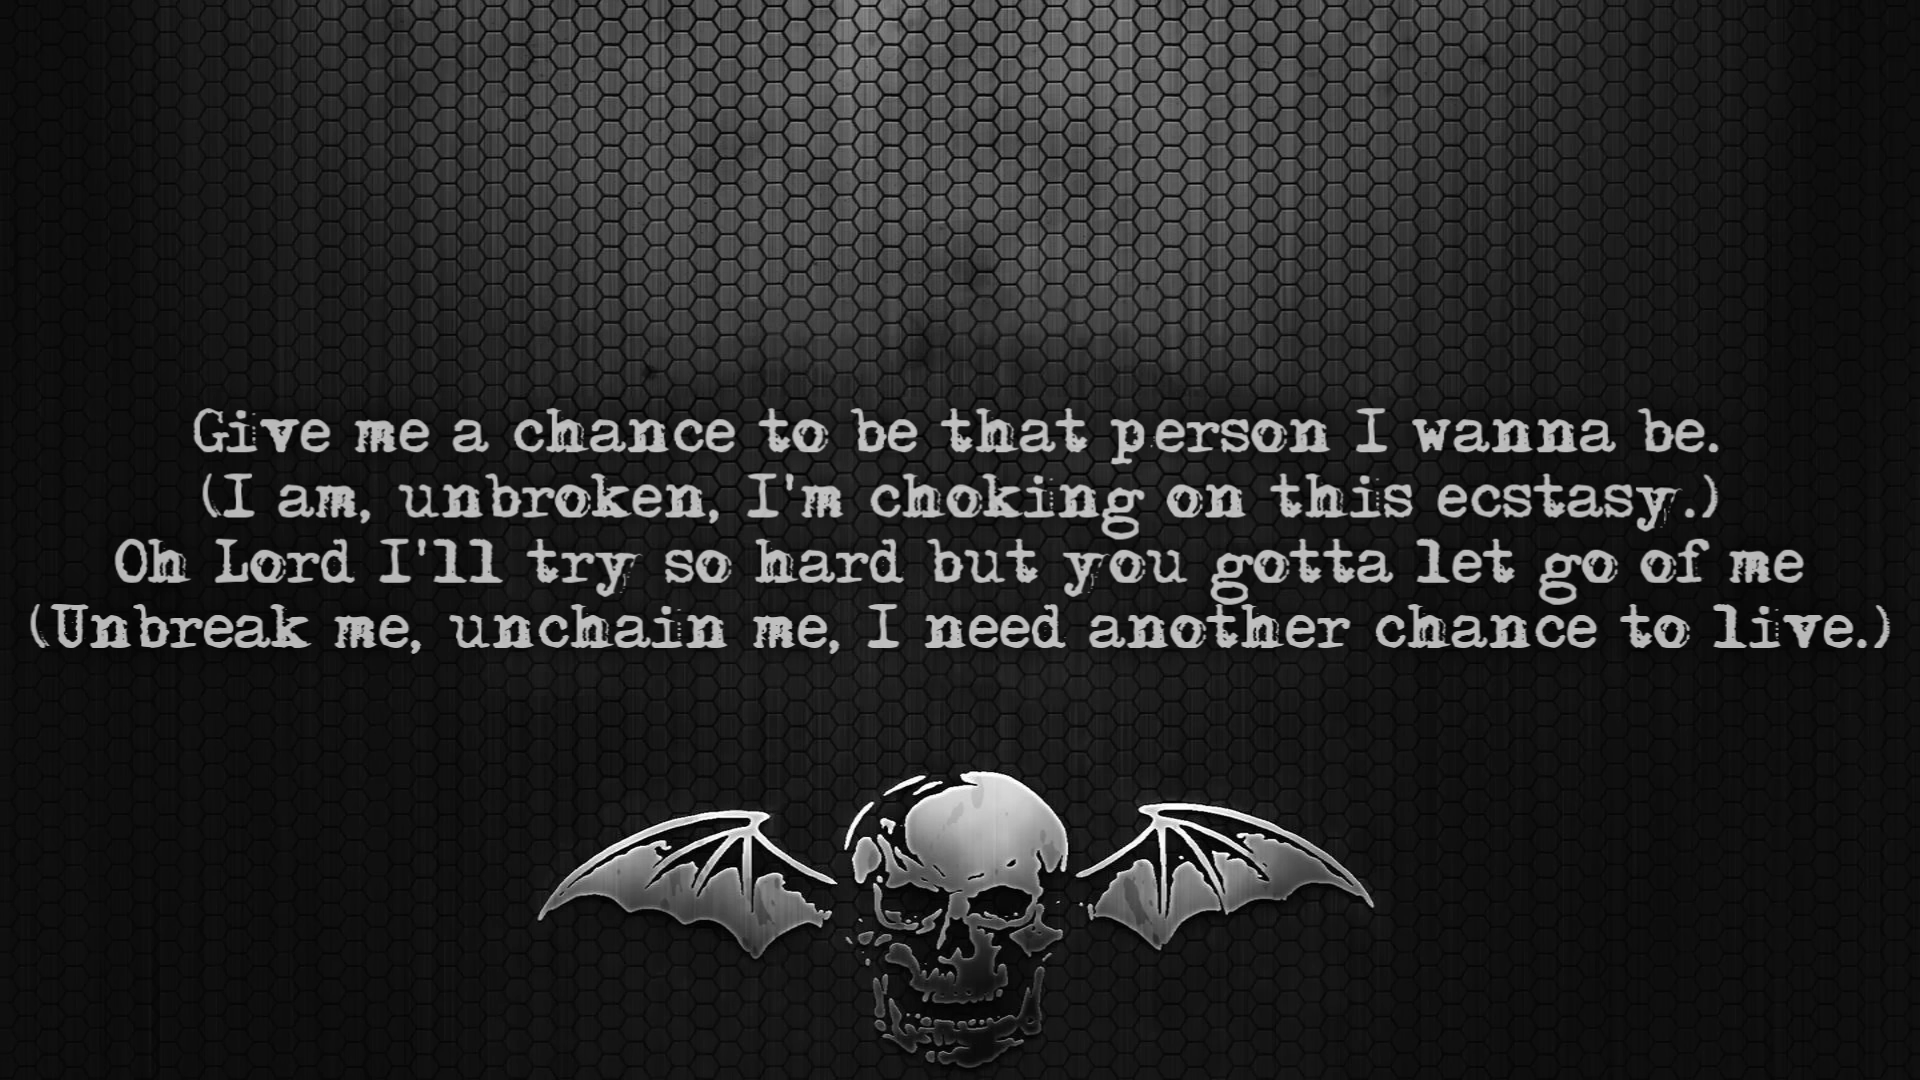 Give me a chance to be that person I wanna be.
(I am, unbroken, I'm choking on this ecstasy.)
Oh Lord I'll try so hard but you gotta let go of me
(Unbreak me, unchain me, I need another chance to live.)